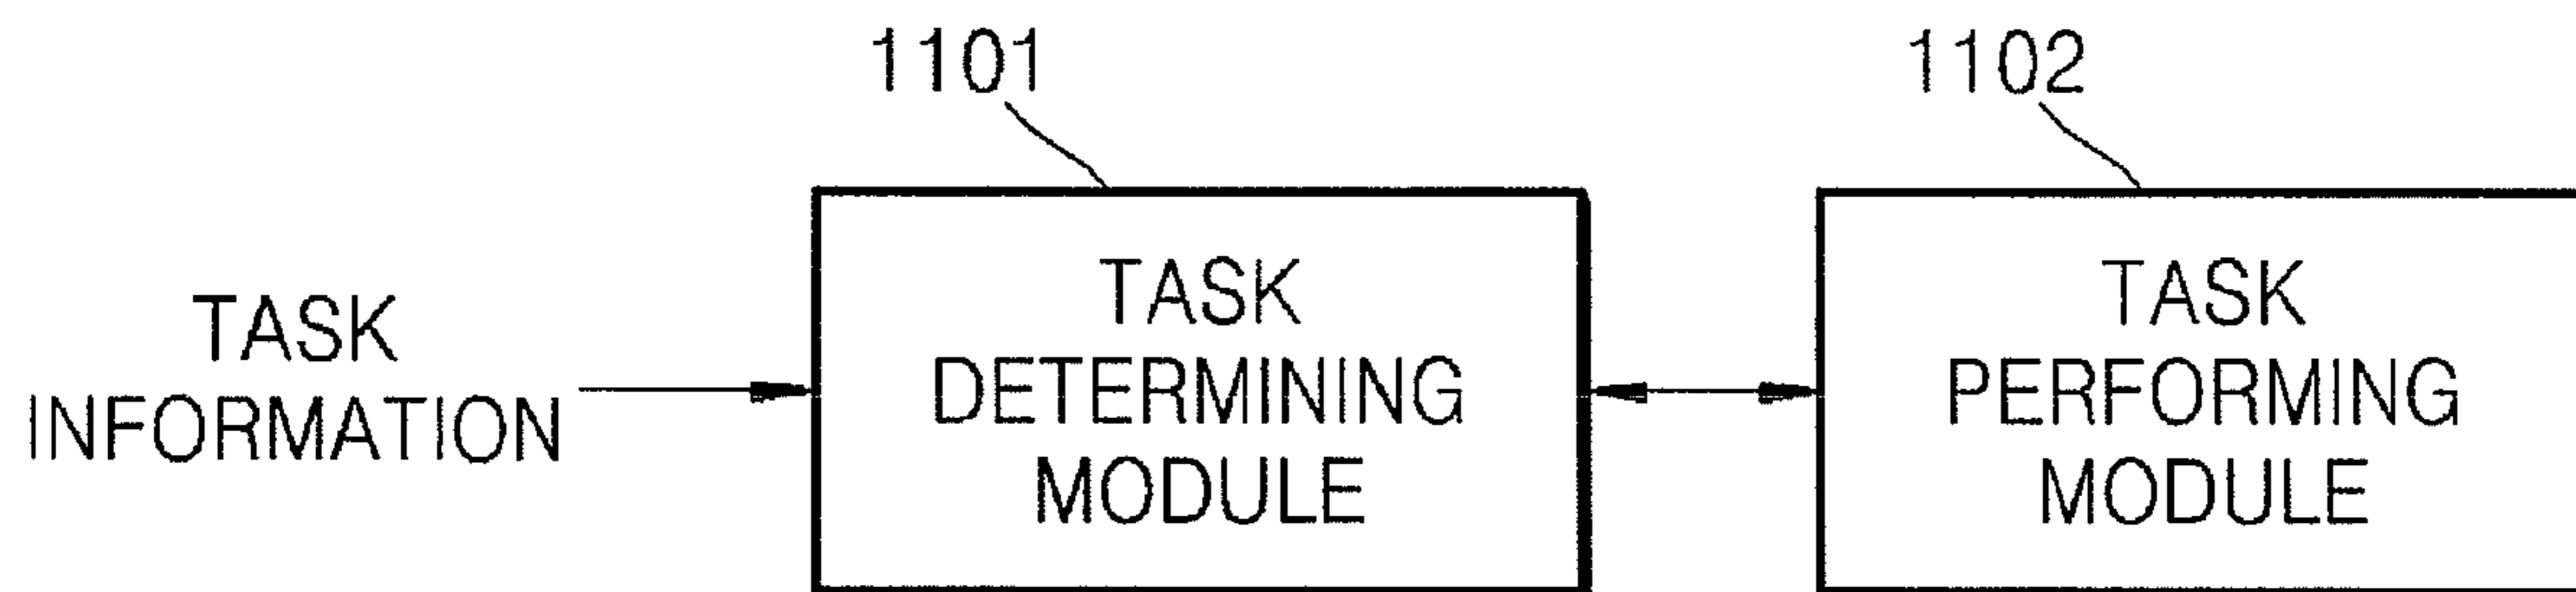 1101
1102
TASK
INFORMATION
TASK
DETERMINING
MODULE
TASK
PERFORMING
MODULE